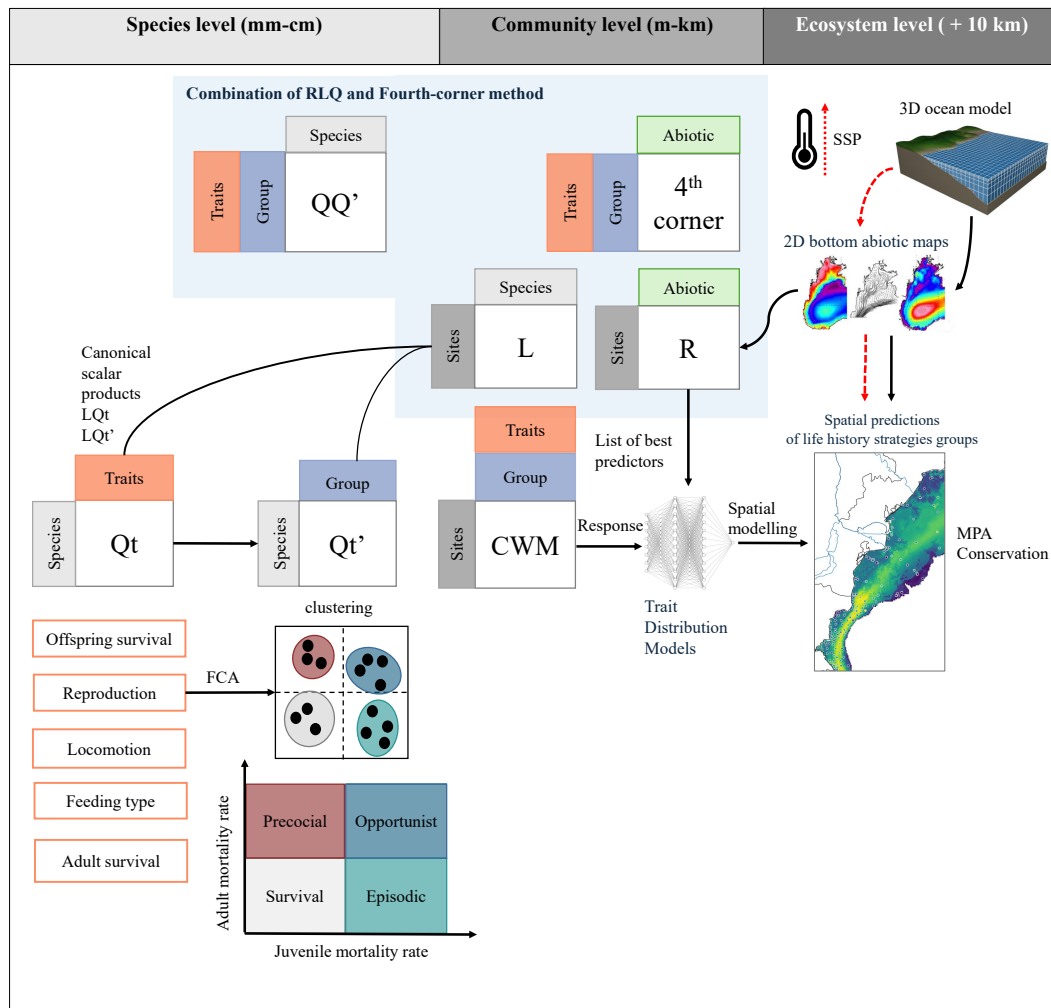 Species level (mm-cm)
Community level (m-km)
Ecosystem level ( + 10 km)
Combination of RLQ and Fourth-corner method
Species
Traits
Group
QQ’
Abiotic
Traits
Group
4th
corner
SSP
3D ocean model
2D bottom abiotic maps
Species
Sites
L
Abiotic
Sites
R
Canonical
scalar
products
LQt
LQt’
Traits
Species
Qt
Group
Species
Qt’
Traits
Group
Sites
CWM
List of best
predictors
Response
Spatial
modelling
Trait
Distribution
Models
Spatial predictions
of life history strategies groups
MPA
Conservation
clustering
Offspring survival
Reproduction
Locomotion
Feeding type
Adult survival
FCA
Adult mortality rate
Precocial
Opportunist
Survival
Episodic
Juvenile mortality rate